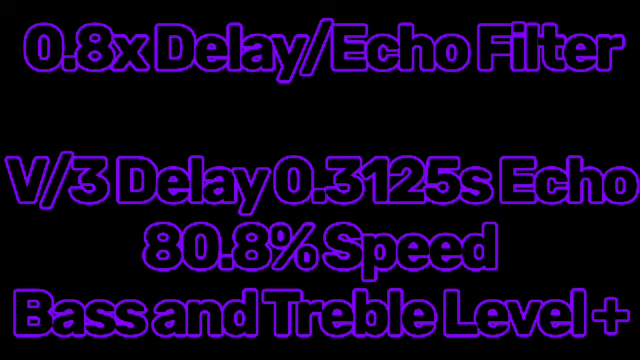 0.8x Delay/Echo Filter
V/3 Delay 0.3125s Echo
80.8% Speed
Bass and Treble Level +